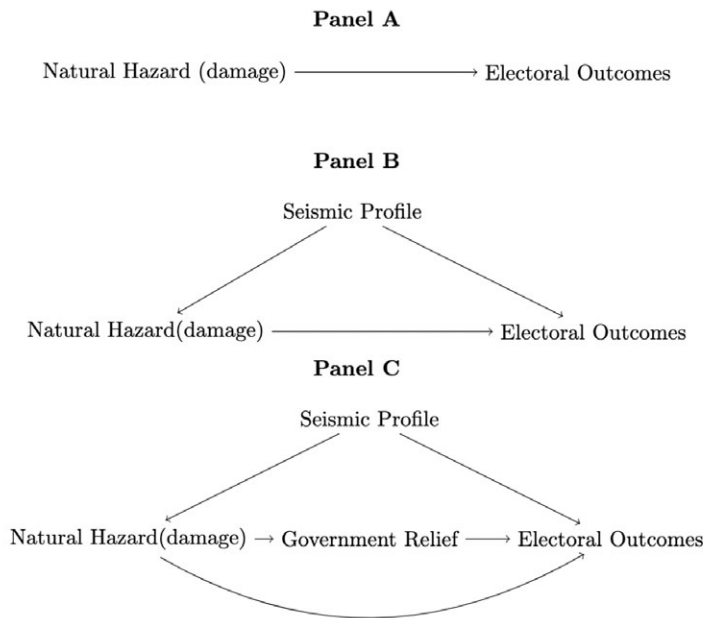 Panel A
Natural Hazard (damage) Electoral Outcomes
Panel B
Seismic Profile
Natural Hazard(damage) Electoral Outcomes
Panel C
Seismic Profile
Natural Hazard(damage) Government Relief Electoral Outcomes